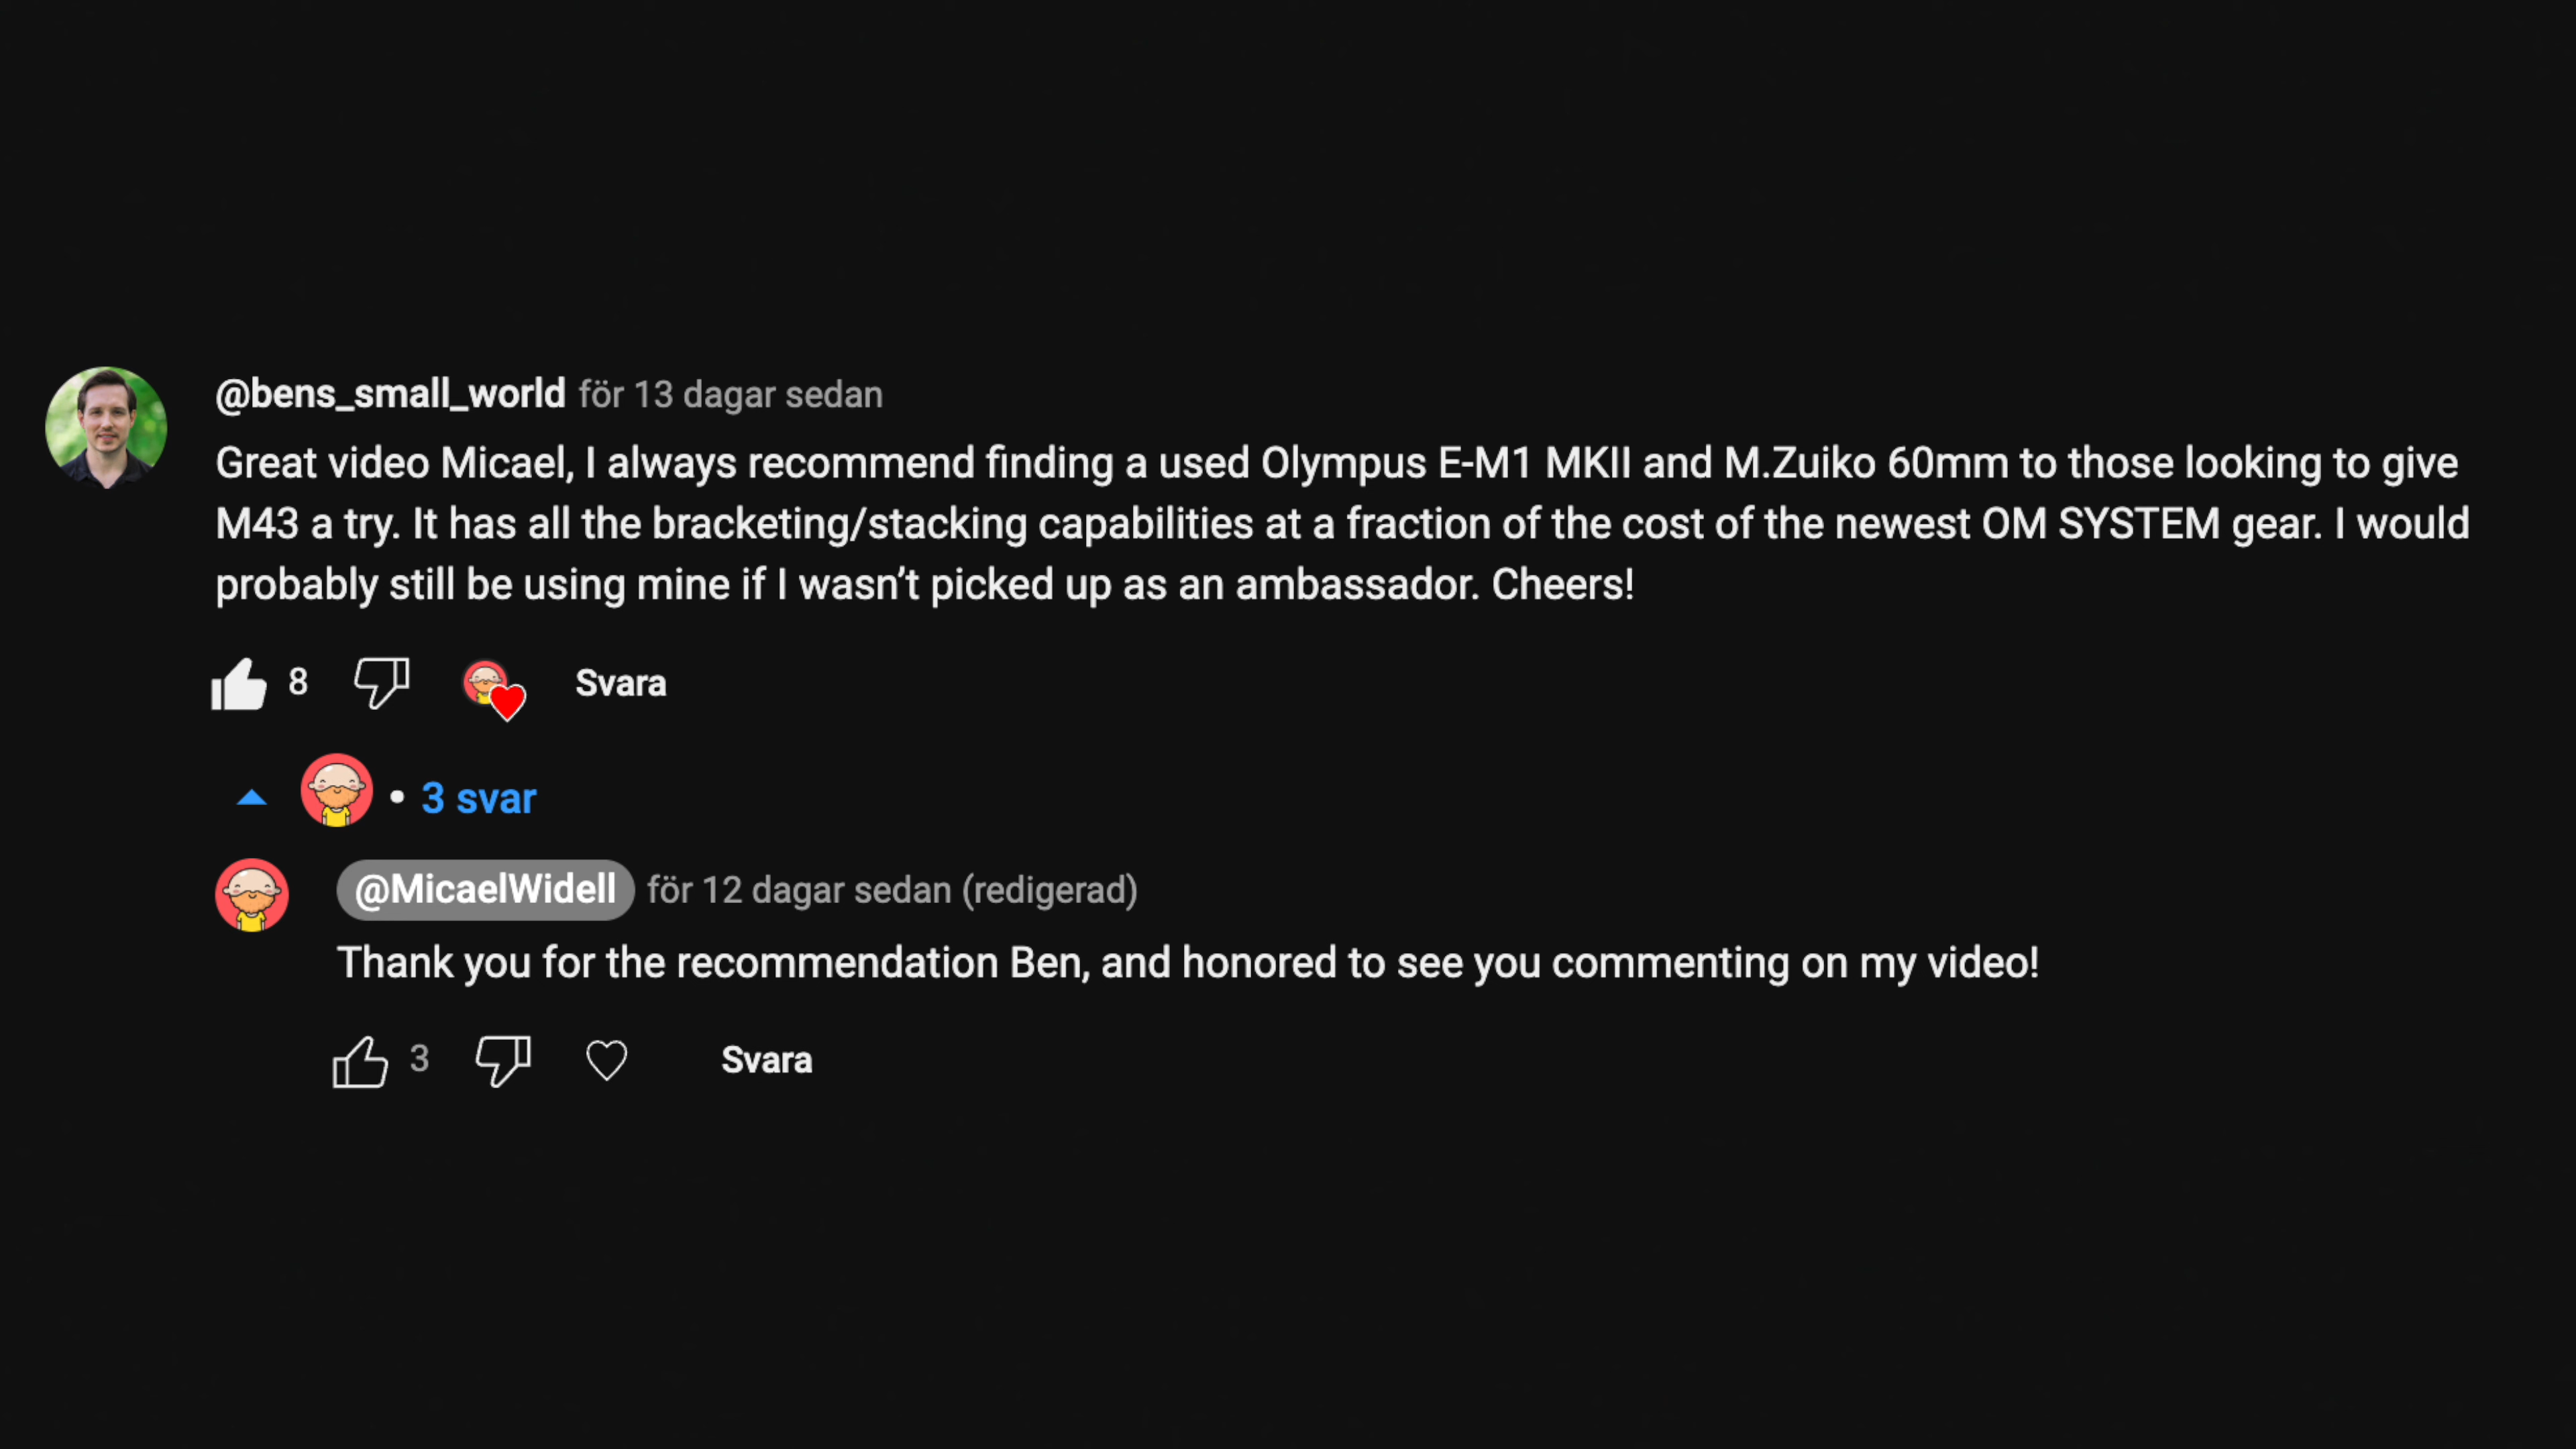 @bens_small_world för 13 dagar sedan
Great video Micael, I always recommend finding a used Olympus E-M1 MKII and M.Zuiko 60mm to those looking to give
M43 a try. It has all the bracketing/stacking capabilities at a fraction of the cost of the newest OM SYSTEM gear. I would
probably still be using mine if I wasn’t picked up as an ambassador. Cheers!
8 Svara
• 3 svar
@MicaelWidell för 12 dagar sedan (redigerad)
Thank you for the recommendation Ben, and honored to see you commenting on my video!
3 Svara